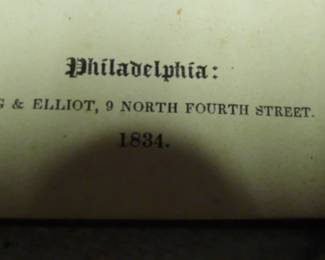 Philadelphia:
& ELLIOT, 9 NORTH FOURTH STREET.
1834.